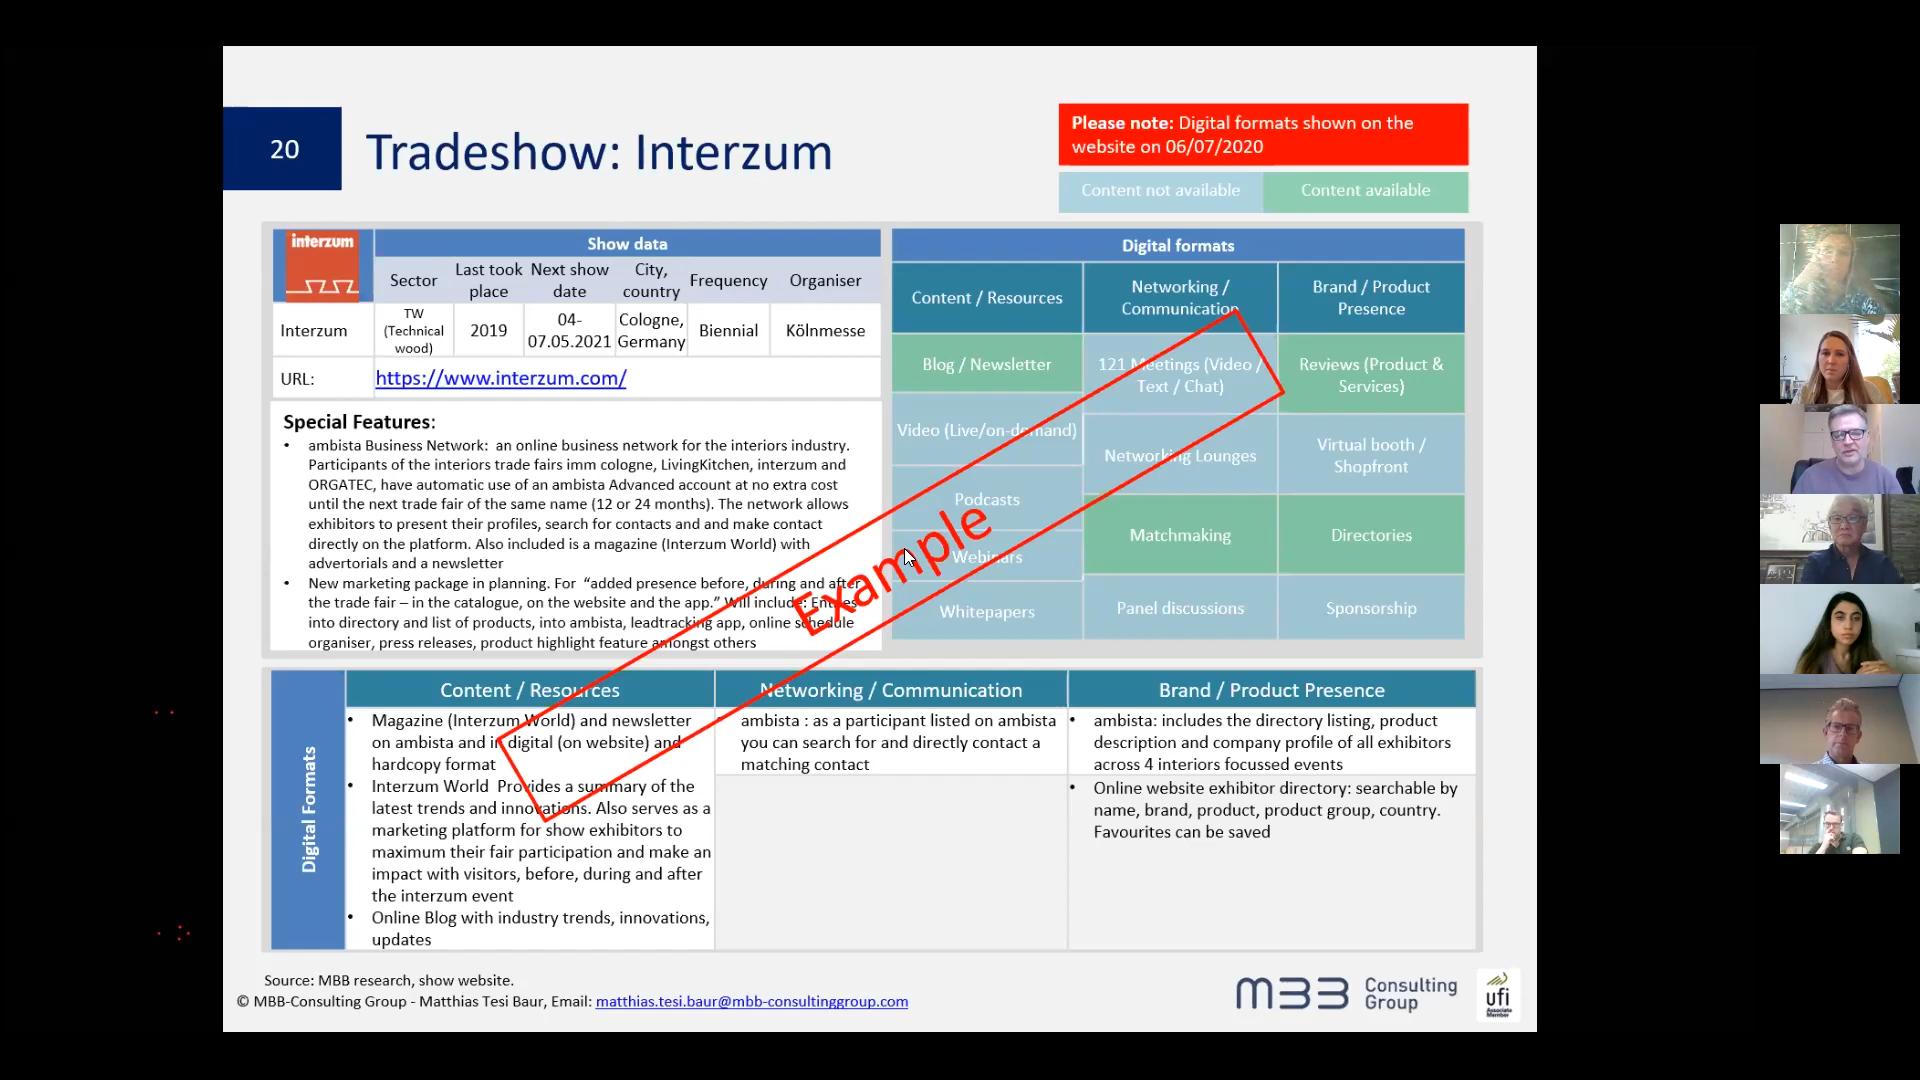 20
Tradeshow: Interzum
Please note: Digital formats shown on the
website on 06/07/2020
Content not available
Content available
interzum
Show data
Sector
Last took
place
Next show
date
City,
country
Frequency
Organiser
Interzum
TW
(Technical
wood)
2019
04-
07.05.2021
Cologne,
Germany
Biennial
Kölnmesse
URL:
https://www.interzum.com/
Special Features:
• ambista Business Network: an online business network for the interiors industry.
Participants of the interiors trade fairs imm cologne, LivingKitchen, interzum and
ORGATEC, have automatic use of an ambista Advanced account at no extra cost
until the next trade fair of the same name (12 or 24 months). The network allows
exhibitors to present their profiles, search for contacts and and make contact
directly on the platform. Also included is a magazine (Interzum World) with
advertorials and a newsletter
• New marketing package in planning. For “added presence before, during and after
the trade fair – in the catalogue, on the website and the app.” Will include: Entries
into directory and list of products, into ambista, leadtracking app, online schedule
organiser, press releases, product highlight feature amongst others
Digital formats
Content / Resources
Networking /
Communication
Brand / Product
Presence
Blog / Newsletter
Video (Live/on-demand)
Podcasts
Webinars
Whitepapers
121 Meetings (Video /
Text / Chat)
Networking Lounges
Matchmaking
Panel discussions
Reviews (Product &
Services)
Virtual booth /
Shopfront
Directories
Sponsorship
Example
Digital Formats
Content / Resources
• Magazine (Interzum World) and newsletter
on ambista and in digital (on website) and
hardcopy format
• Interzum World Provides a summary of the
latest trends and innovations. Also serves as a
marketing platform for show exhibitors to
maximum their fair participation and make an
impact with visitors, before, during and after
the interzum event
• Online Blog with industry trends, innovations,
updates
Networking / Communication
• ambista : as a participant listed on ambista
you can search for and directly contact a
matching contact
Brand / Product Presence
• ambista: includes the directory listing, product
description and company profile of all exhibitors
across 4 interiors focussed events
• Online website exhibitor directory: searchable by
name, brand, product, product group, country.
Favourites can be saved
Source: MBB research, show website.
© MBB-Consulting Group - Matthias Tesi Baur, Email: matthias.tesi.baur@mbb-consultinggroup.com
MBB Consulting
Group
ufi
Associate
Member